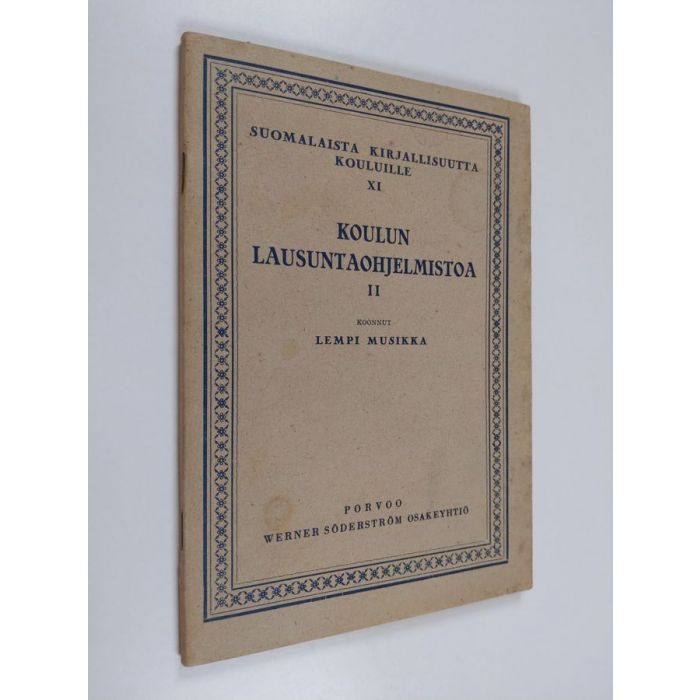 SUOMALAISTA KIRJALLISUUTTA
KOULUILLE
XI
KOULUN
LAUSUNTAOHJELMISTOA
II
KOONNUT
LEMPI MUSIKKA
PORVOO
WERNER SÖDERSTRÖM OSAKEYHTIÖ